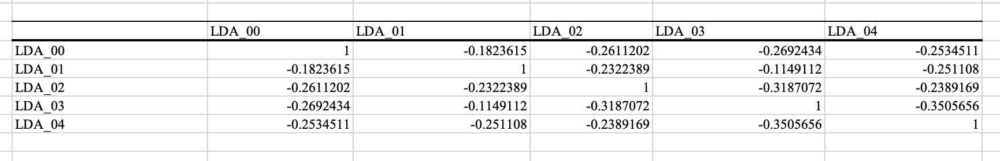 LDA_00 LDA_01 LDA_02 LDA_03 LDA_04
LDA_00 1 -0.1823615 -0.2611202 -0.2692434 -0.2534511
LDA_01 -0.1823615 1 -0.2322389 -0.1149112 -0.251108
LDA_02 -0.2611202 -0.2322389 1 -0.3187072 -0.2389169
LDA_03 -0.2692434 -0.1149112 -0.3187072 1 -0.3505656
LDA_04 -0.2534511 -0.251108 -0.2389169 -0.3505656 1